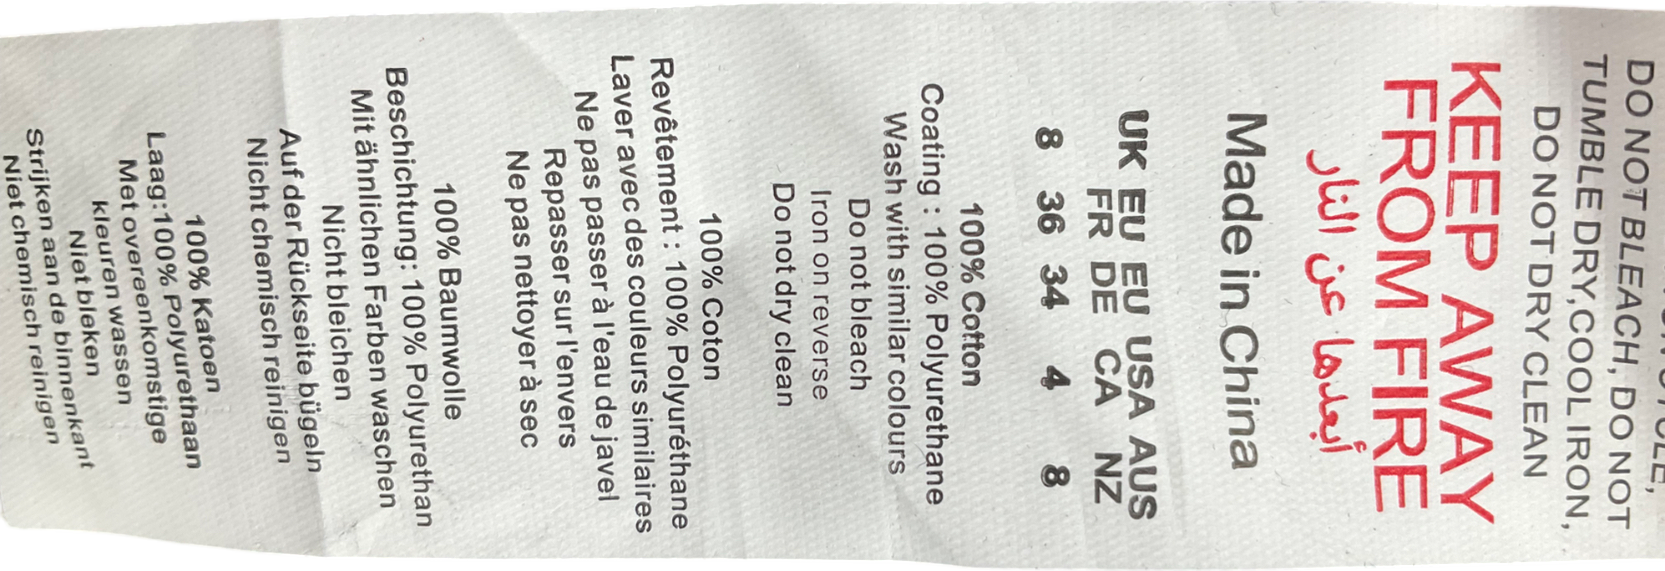 DO NOT BLEACH, DO NOT
TUMBLE DRY, COOL IRON,
DO NOT DRY CLEAN
KEEP AWAY
FROM FIRE
أبعدها عن النار
Made in China
UK EU EU USA AUS
FR DE CA NZ
8 36 34 4 8
100% Cotton
Coating : 100% Polyurethane
Wash with similar colours
Do not bleach
Iron on reverse
Do not dry clean
100% Coton
Revêtement : 100% Polyuréthane
Laver avec des couleurs similaires
Ne pas passer à l'eau de javel
Repasser sur l'envers
Ne pas nettoyer à sec
100% Baumwolle
Beschichtung: 100% Polyurethan
Mit ähnlichen Farben waschen
Nicht bleichen
Auf der Rückseite bügeln
Nicht chemisch reinigen
100% Katoen
Laag:100% Polyurethaan
Met overeenkomstige
kleuren wassen
Niet bleken
Strijken aan de binnenkant
Niet chemisch reinigen